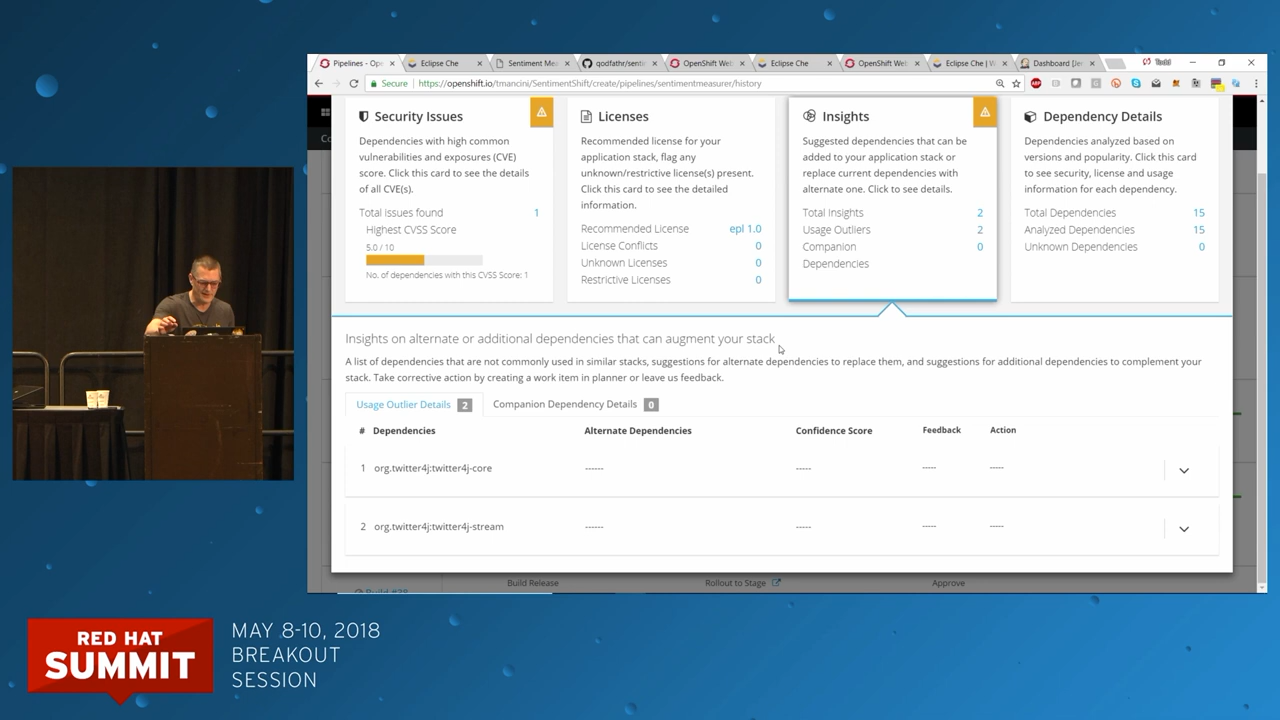 Pipelines - Ope
Eclipse Che
Sentiment Mea
qodfathr/senti
OpenShift Web
Eclipse Che
OpenShift Web
Eclipse Che | W
Dashboard [Je
Todd
Secure
https://openshift.io/tmancini/SentimentShift/create/pipelines/sentimentmeasurer/history
Co
Security Issues
Dependencies with high common
vulnerabilities and exposures (CVE)
score. Click this card to see the details
of all CVE(s).
Total issues found 1
Highest CVSS Score
5.0 / 10
No. of dependencies with this CVSS Score: 1
Licenses
Recommended license for your
application stack, flag any
unknown/restrictive license(s) present.
Click this card to see the detailed
information.
Recommended License epl 1.0
License Conflicts 0
Unknown Licenses 0
Restrictive Licenses 0
Insights
Suggested dependencies that can be
added to your application stack or
replace current dependencies with
alternate one. Click to see details.
Total Insights 2
Usage Outliers 2
Companion 0
Dependencies
Dependency Details
Dependencies analyzed based on
versions and popularity. Click this card
to see security, license and usage
information for each dependency.
Total Dependencies 15
Analyzed Dependencies 15
Unknown Dependencies 0
Insights on alternate or additional dependencies that can augment your stack
A list of dependencies that are not commonly used in similar stacks, suggestions for alternate dependencies to replace them, and suggestions for additional dependencies to complement your
stack. Take corrective action by creating a work item in planner or leave us feedback.
Usage Outlier Details 2 Companion Dependency Details 0
# Dependencies Alternate Dependencies Confidence Score Feedback Action
1 org.twitter4j:twitter4j-core ------ ----- ----- -----
2 org.twitter4j:twitter4j-stream ------ ----- ----- -----
Build Release Rollout to Stage Approve
RED HAT
SUMMIT
MAY 8-10, 2018
BREAKOUT
SESSION